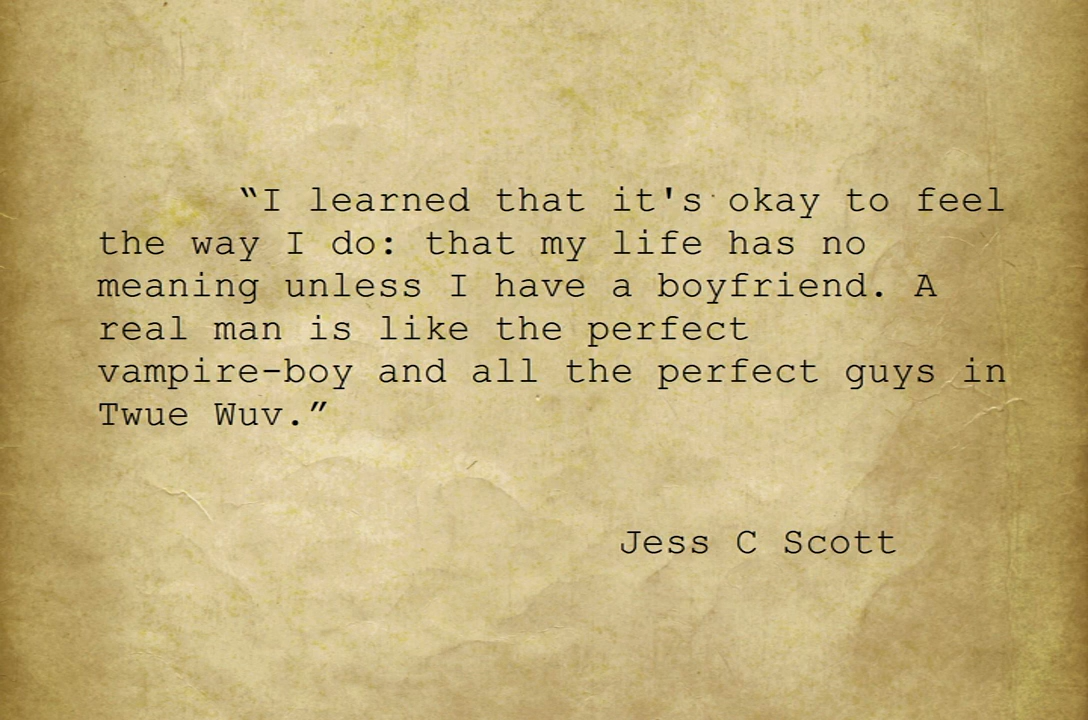 “I learned that it's okay to feel
the way I do: that my life has no
meaning unless I have a boyfriend. A
real man is like the perfect
vampire-boy and all the perfect guys in
Twue Wuv.”
Jess C Scott